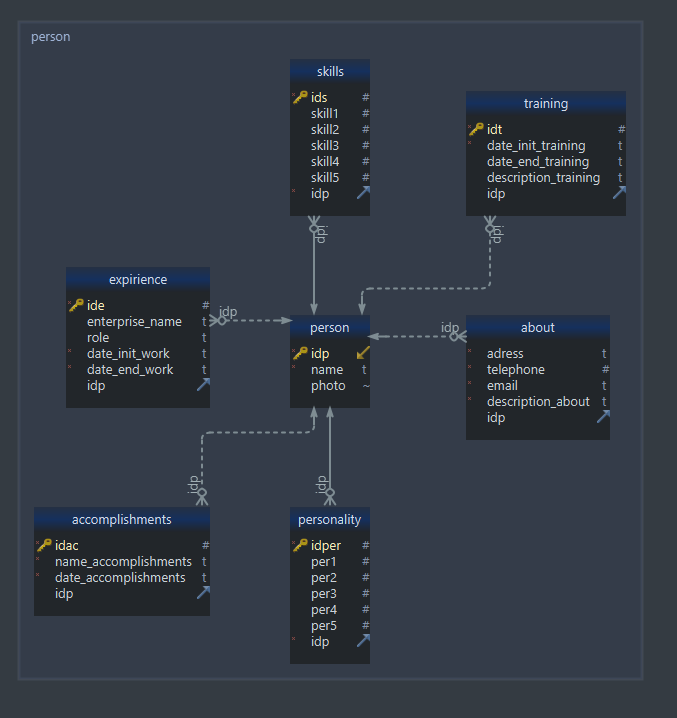 person
skills
ids #
skill1 #
skill2 #
skill3 #
skill4 #
skill5 #
* idp
training
* idt #
* date_init_training t
date_end_training t
description_training t
idp
idp
idp
expirience
* ide #
enterprise_name t
role t
* date_init_work t
* date_end_work t
idp
idp
person
* idp
* name t
photo ~
idp
about
* adress t
* telephone #
* email t
* description_about t
idp
idp
idp
accomplishments
* idac #
* name_accomplishments t
* date_accomplishments t
idp
personality
* idper #
per1 #
per2 #
per3 #
per4 #
per5 #
* idp